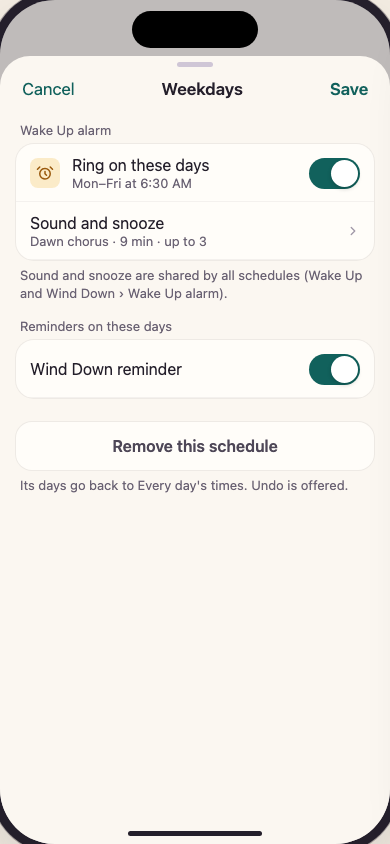 Cancel
Weekdays
Save
Wake Up alarm
Ring on these days
Mon–Fri at 6:30 AM
Sound and snooze
Dawn chorus · 9 min · up to 3
Sound and snooze are shared by all schedules (Wake Up
and Wind Down › Wake Up alarm).
Reminders on these days
Wind Down reminder
Remove this schedule
Its days go back to Every day's times. Undo is offered.